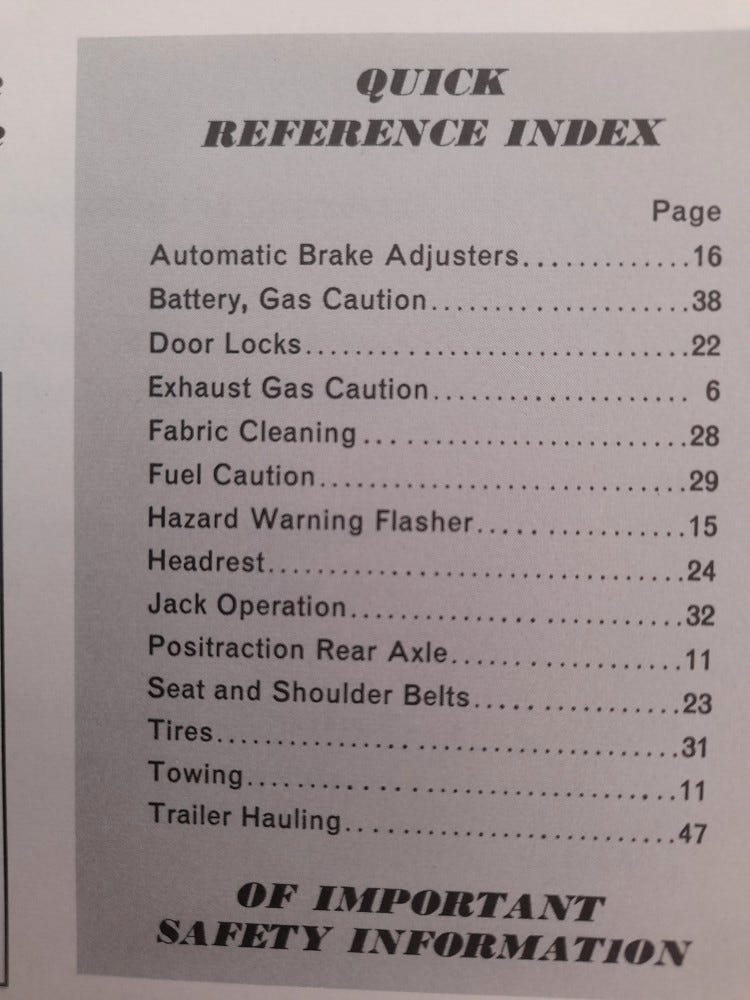 QUICK
REFERENCE INDEX
Page
Automatic Brake Adjusters.............16
Battery, Gas Caution....................38
Door Locks..............................22
Exhaust Gas Caution.................... 6
Fabric Cleaning.........................28
Fuel Caution.............................29
Hazard Warning Flasher................15
Headrest.................................24
Jack Operation..........................32
Positraction Rear Axle..................11
Seat and Shoulder Belts................23
Tires.....................................31
Towing...................................11
Trailer Hauling..........................47
OF IMPORTANT
SAFETY INFORMATION